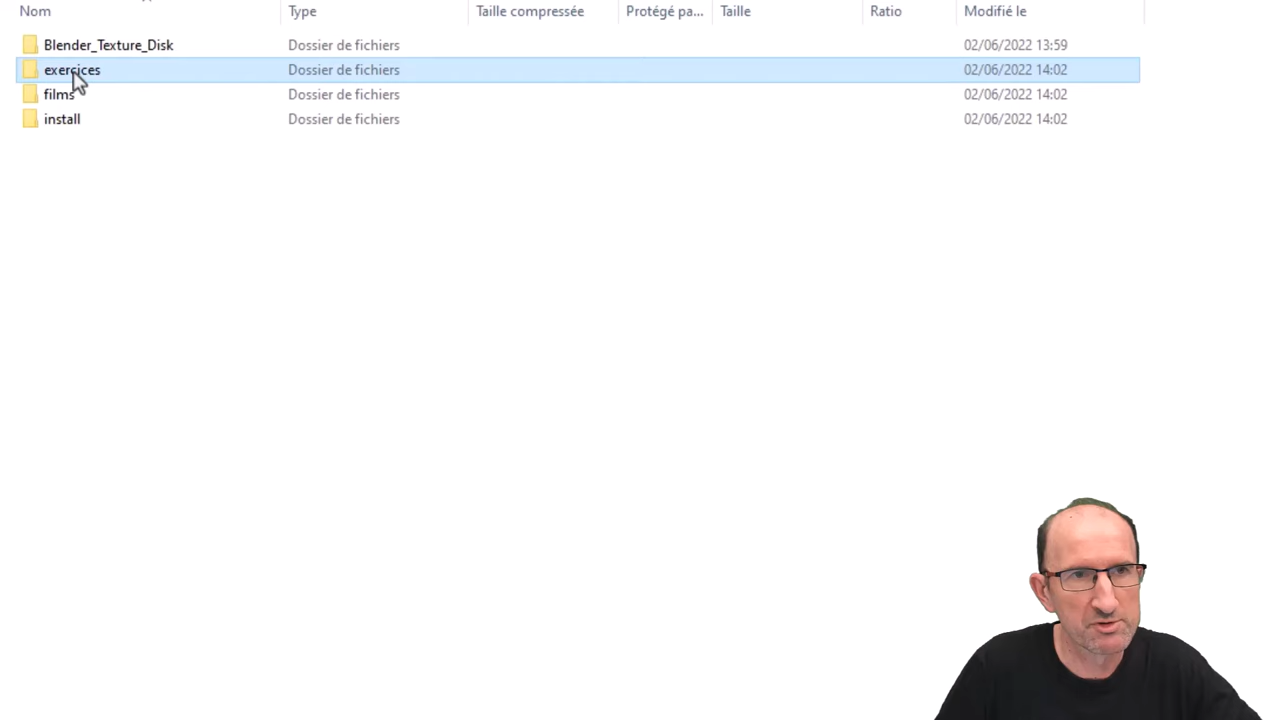 Nom Type Taille compressée Protégé pa... Taille Ratio Modifié le
Blender_Texture_Disk Dossier de fichiers 02/06/2022 13:59
exercices Dossier de fichiers 02/06/2022 14:02
films Dossier de fichiers 02/06/2022 14:02
install Dossier de fichiers 02/06/2022 14:02